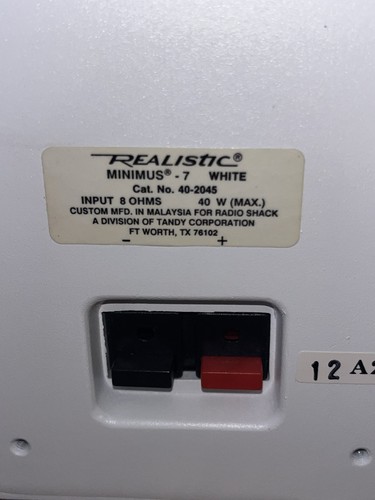 REALISTIC®
MINIMUS® - 7 WHITE
Cat. No. 40-2045
INPUT 8 OHMS 40 W (MAX.)
CUSTOM MFD. IN MALAYSIA FOR RADIO SHACK
A DIVISION OF TANDY CORPORATION
FT WORTH, TX 76102
− +
12 A2